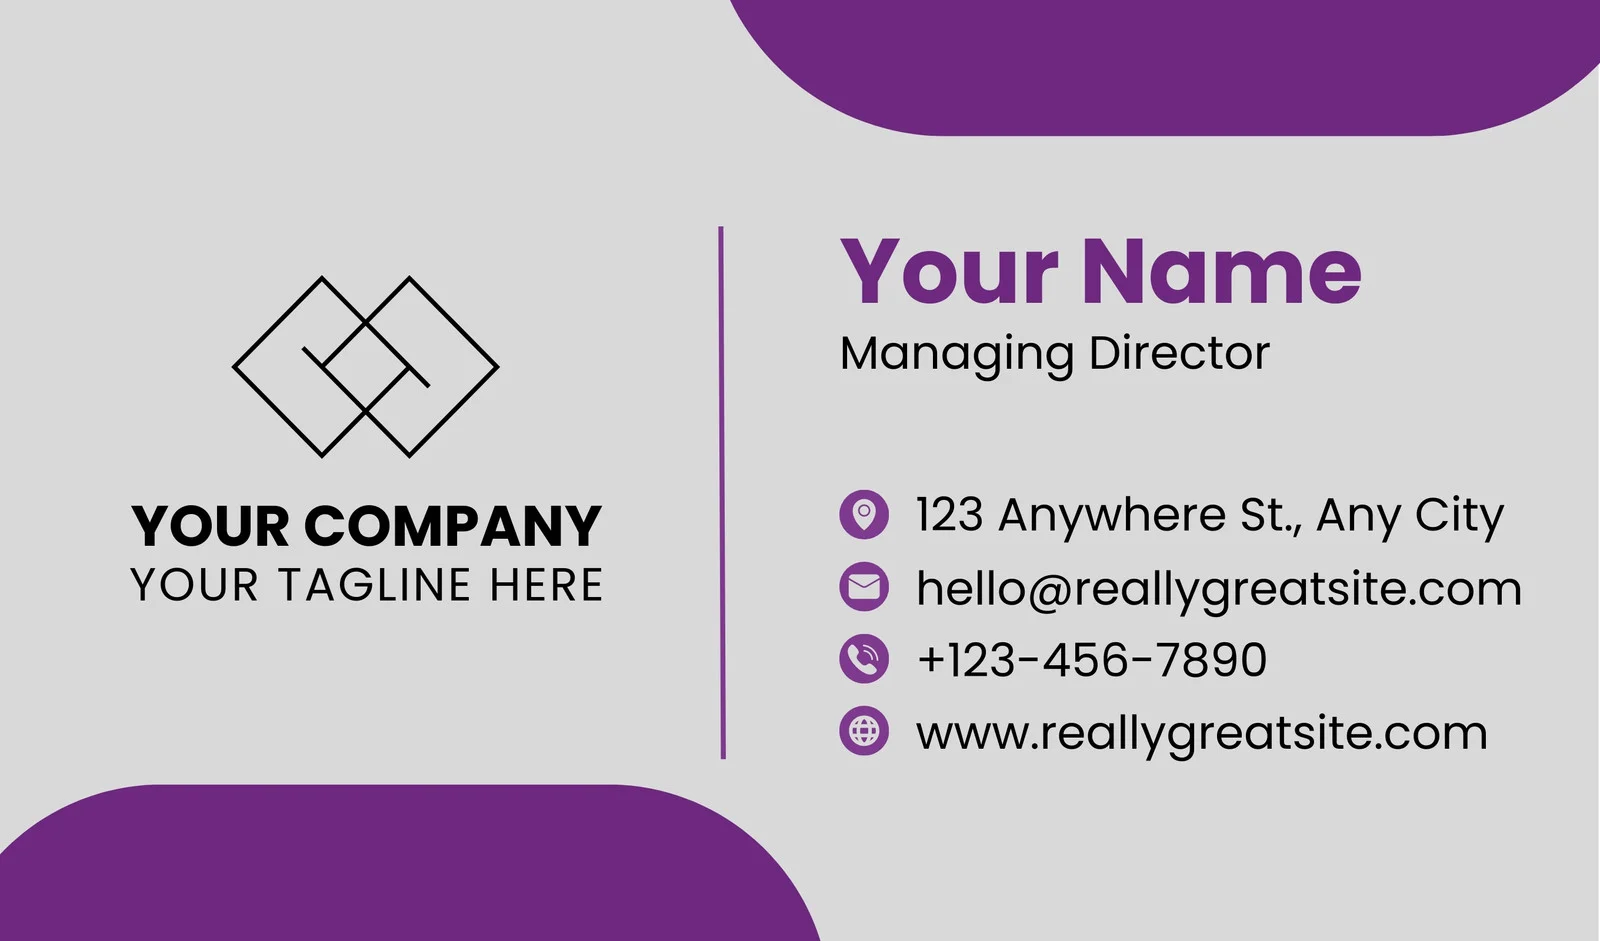 YOUR COMPANY
YOUR TAGLINE HERE
Your Name
Managing Director
123 Anywhere St., Any City
hello@reallygreatsite.com
+123-456-7890
www.reallygreatsite.com